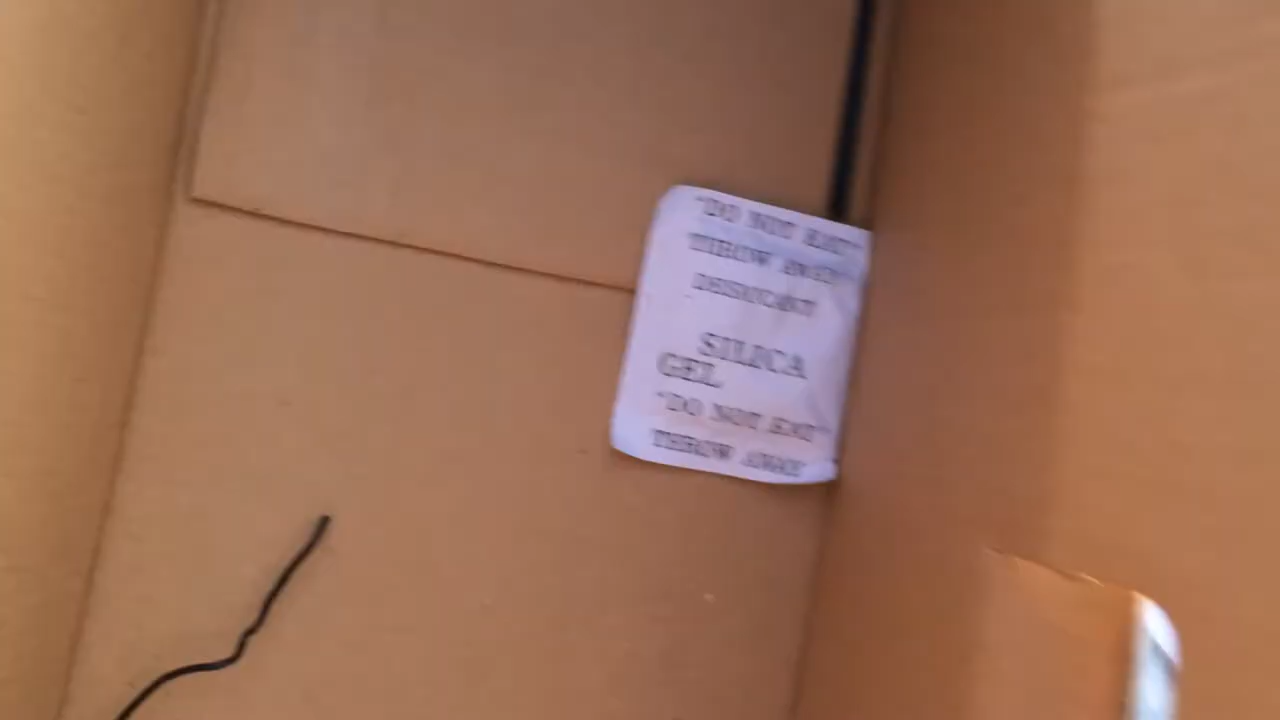 "DO NOT EAT"
THROW AWAY
DESICCANT
SILICA
GEL
"DO NOT EAT"
THROW AWAY